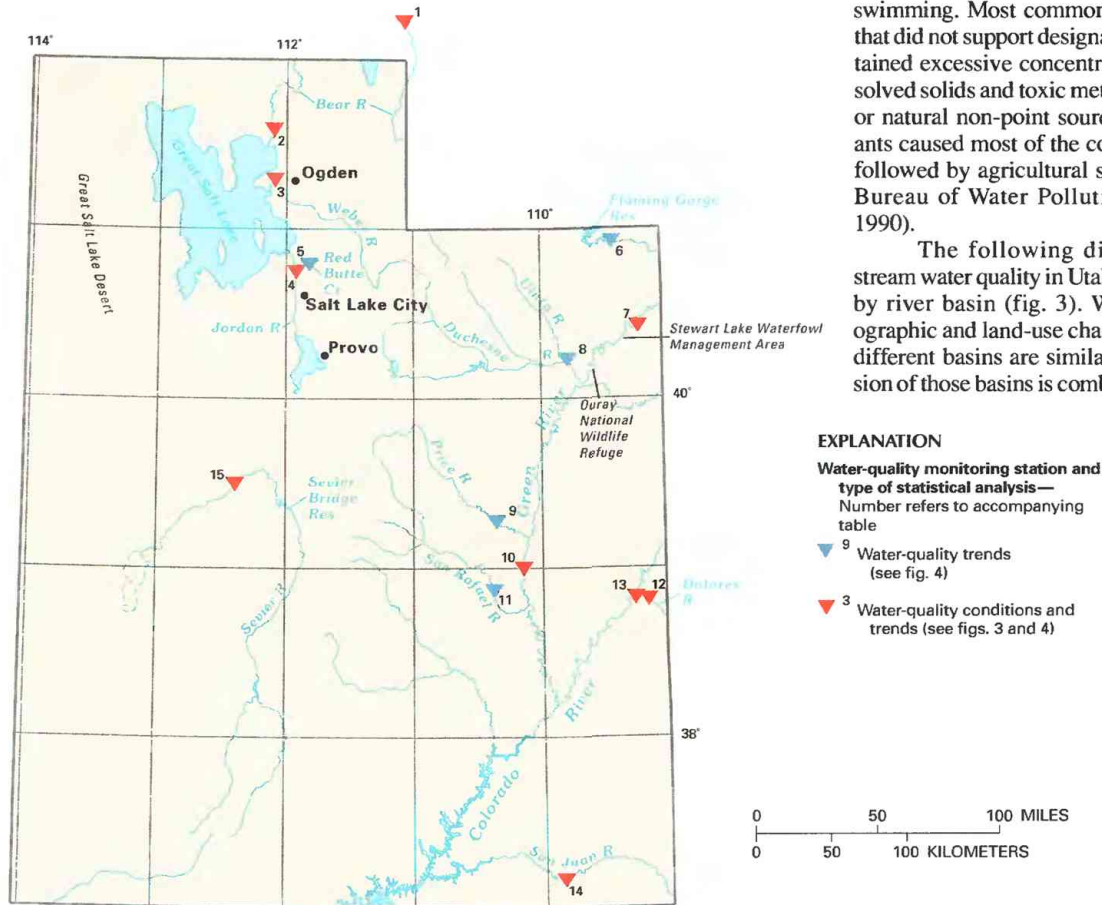 swimming. Most common
that did not support designa
tained excessive concentr
solved solids and toxic met
or natural non-point sour
ants caused most of the co
followed by agricultural s
Bureau of Water Polluti
1990).
The following di
stream water quality in Utah
by river basin (fig. 3). W
ographic and land-use cha
different basins are simila
sion of those basins is comb
114°
112°
1
Bear R
2
Great Salt Lake
Great Salt Lake Desert
3
Ogden
Weber R
110°
Flaming Gorge
Res
6
5
Red
Butte
Cr
4
Salt Lake City
Jordan R
Provo
Uinta R
Duchesne
R
7
8
Stewart Lake Waterfowl
Management Area
40°
Ouray
National
Wildlife
Refuge
Green River
Price R
9
15
Sevier
Bridge
Res
Sevier R
San Rafael R
10
11
13
12
Dolores
R
38°
Colorado River
San Juan R
14
EXPLANATION
Water-quality monitoring station and
type of statistical analysis—
Number refers to accompanying
table
9 Water-quality trends
(see fig. 4)
3 Water-quality conditions and
trends (see figs. 3 and 4)
0 50 100 MILES
0 50 100 KILOMETERS